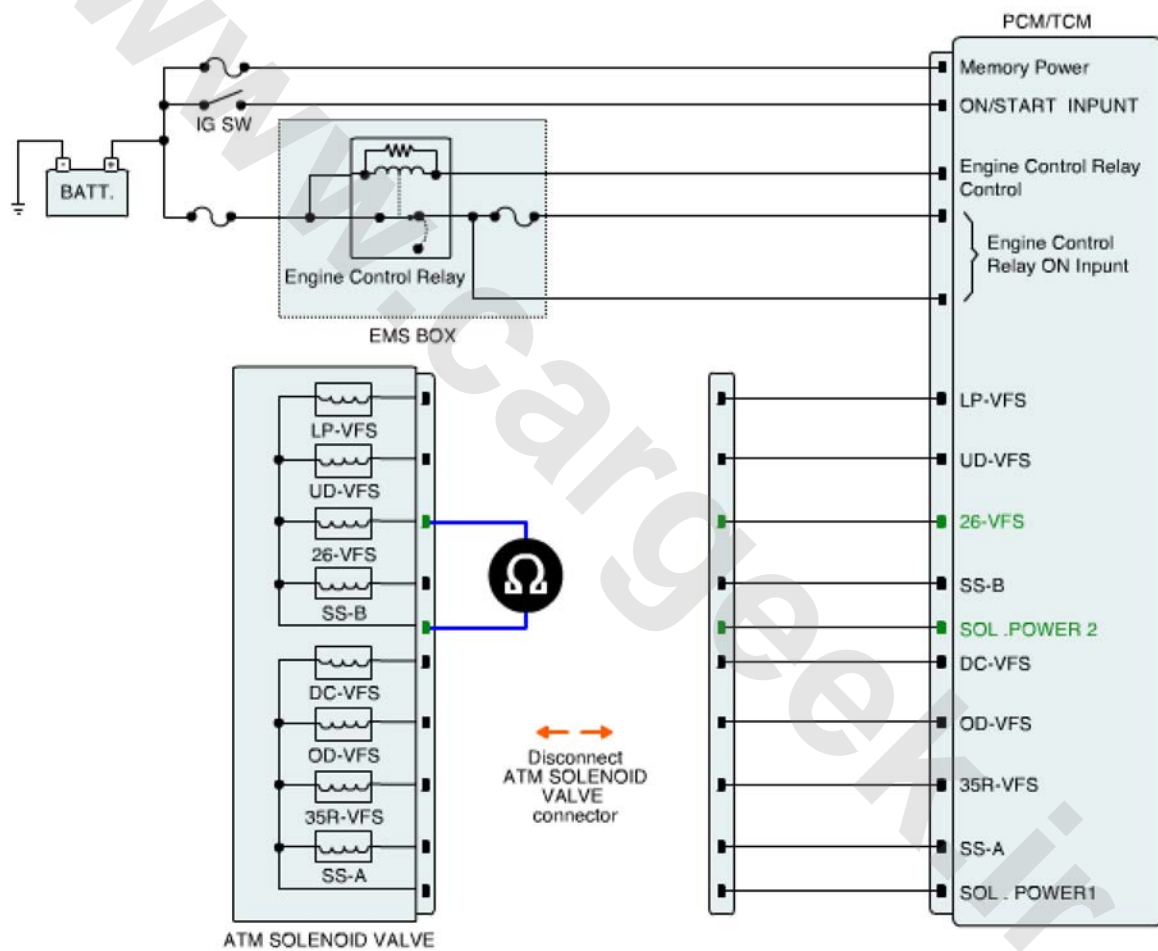 PCM/TCM
Memory Power
ON/START INPUNT
IG SW
Engine Control Relay
Control
BATT.
-
+
Engine Control
Relay ON Inpunt
Engine Control Relay
EMS BOX
LP-VFS
UD-VFS
26-VFS
SS-B
DC-VFS
OD-VFS
35R-VFS
SS-A
ATM SOLENOID VALVE
Ω
Disconnect
ATM SOLENOID
VALVE
connector
LP-VFS
UD-VFS
26-VFS
SS-B
SOL .POWER 2
DC-VFS
OD-VFS
35R-VFS
SS-A
SOL . POWER1
www.cargeek.ir